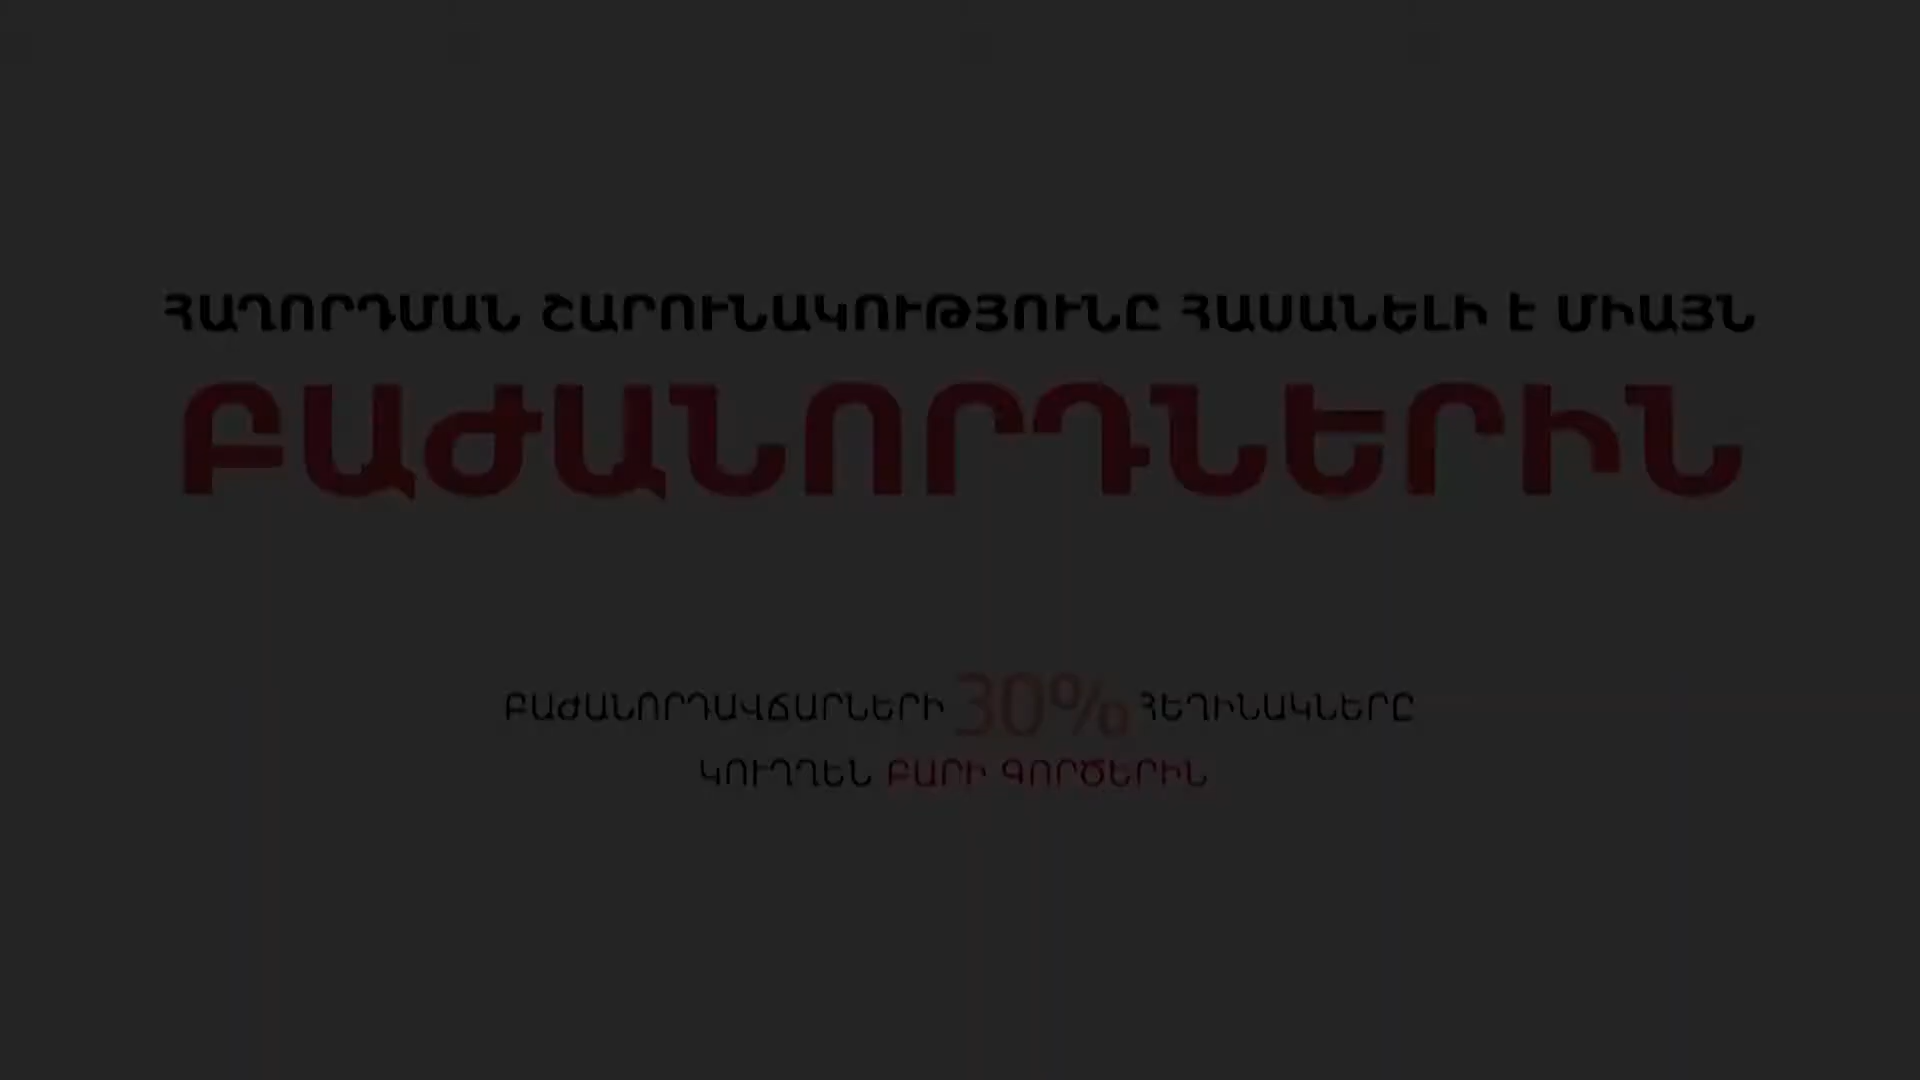 ՀԱՂՈՐԴՄԱՆ ՇԱՐՈՒՆԱԿՈՒԹՅՈՒՆԸ ՀԱՍԱՆԵԼԻ Է ՄԻԱՅՆ
ԲԱԺԱՆՈՐԴՆԵՐԻՆ
ԲԱԺԱՆՈՐԴԱՎՃԱՐՆԵՐԻ 30% ՀԵՂԻՆԱԿՆԵՐԸ
ԿՈՒՂՂԵՆ ԲԱՐԻ ԳՈՐԾԵՐԻՆ